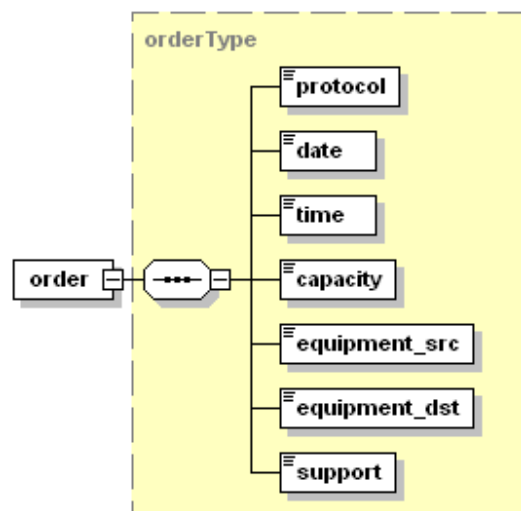 orderType
protocol
date
time
order
capacity
equipment_src
equipment_dst
support